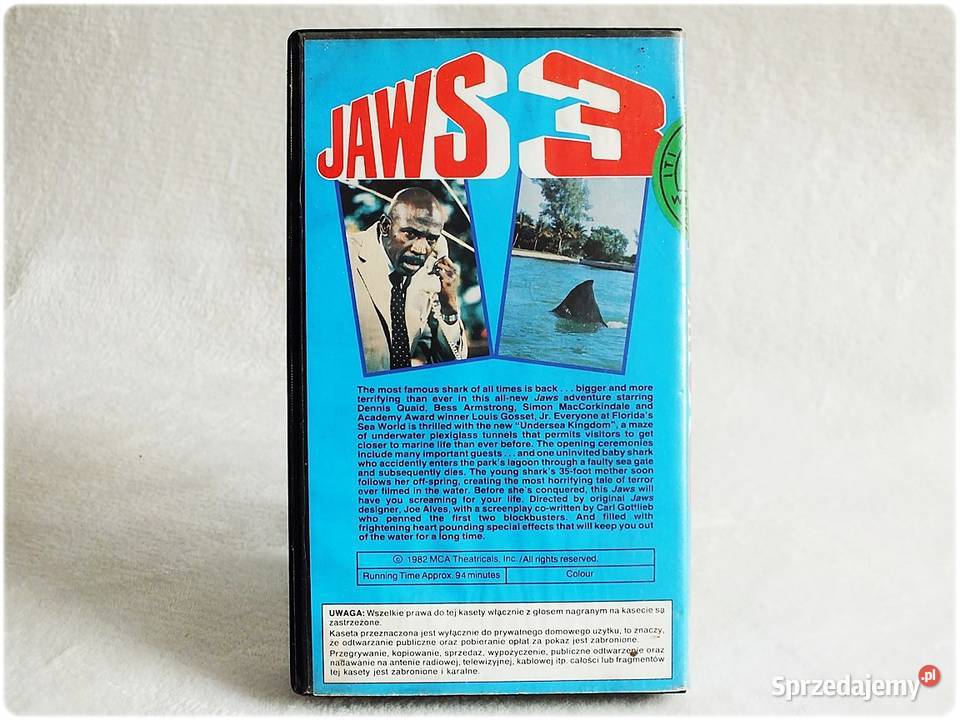 JAWS 3
ITI
The most famous shark of all times is back . . . bigger and more
terrifying than ever in this all-new Jaws adventure starring
Dennis Quaid, Bess Armstrong, Simon MacCorkindale and
Academy Award winner Louis Gosset, Jr. Everyone at Florida's
Sea World is thrilled with the new "Undersea Kingdom", a maze
of underwater plexiglass tunnels that permits visitors to get
closer to marine life than ever before. The opening ceremonies
include many important guests . . . and one uninvited baby shark
who accidently enters the park's lagoon through a faulty sea gate
and subsequently dies. The young shark's 35-foot mother soon
follows her off-spring, creating the most horrifying tale of terror
ever filmed in the water. Before she's conquered, this Jaws will
have you screaming for your life. Directed by original Jaws
designer, Joe Alves, with a screenplay co-written by Carl Gottlieb
who penned the first two blockbusters. And filled with
frightening heart pounding special effects that will keep you out
of the water for a long time.
© 1982 MCA Theatricals, Inc. /All rights reserved.
Running Time Approx. 94 minutes Colour
UWAGA: Wszelkie prawa do tej kasety włącznie z głosem nagranym na kasecie są
zastrzeżone.
Kaseta przeznaczona jest wyłącznie do prywatnego domowego użytku, to znaczy,
że odtwarzanie publiczne oraz pobieranie opłat za pokaz jest zabronione.
Przegrywanie, kopiowanie, sprzedaż, wypożyczenie, publiczne odtwarzenie oraz
nadawanie na antenie radiowej, telewizyjnej, kablowej itp. całości lub fragmentów
tej kasety jest zabronione i karalne.
Sprzedajemy.pl